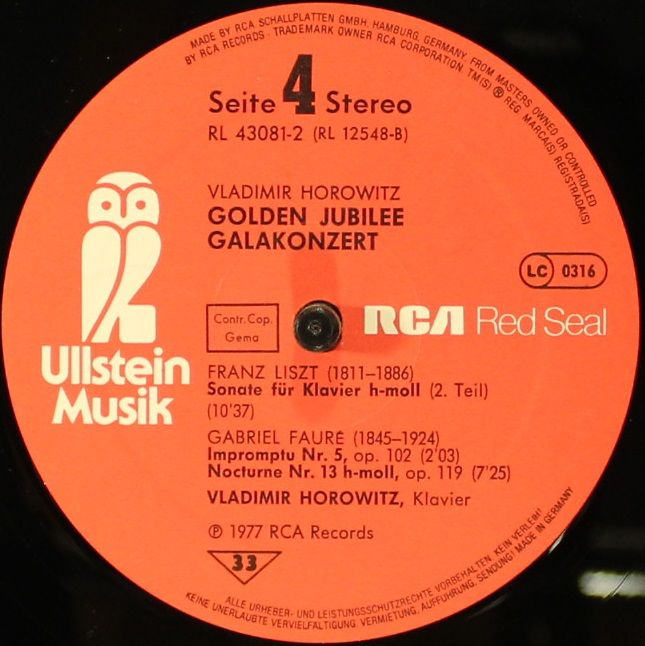 MADE BY RCA SCHALLPLATTEN GMBH, HAMBURG, GERMANY, FROM MASTERS OWNED OR CONTROLLED
BY RCA RECORDS · TRADEMARK OWNER RCA CORPORATION. TM(S) ® REG. MARCA(S) REGISTRADA(S)
Seite 4 Stereo
RL 43081-2 (RL 12548-B)
VLADIMIR HOROWITZ
GOLDEN JUBILEE
GALAKONZERT
LC 0316
Contr. Cop.
Gema
RCA Red Seal
Ullstein
Musik
FRANZ LISZT (1811–1886)
Sonate für Klavier h-moll (2. Teil)
(10'37)
GABRIEL FAURÉ (1845–1924)
Impromptu Nr. 5, op. 102 (2'03)
Nocturne Nr. 13 h-moll, op. 119 (7'25)
VLADIMIR HOROWITZ, Klavier
℗ 1977 RCA Records
33
ALLE URHEBER- UND LEISTUNGSSCHUTZRECHTE VORBEHALTEN. KEIN VERLEIH!
KEINE UNERLAUBTE VERVIELFÄLTIGUNG, VERMIETUNG, AUFFÜHRUNG, SENDUNG! MADE IN GERMANY